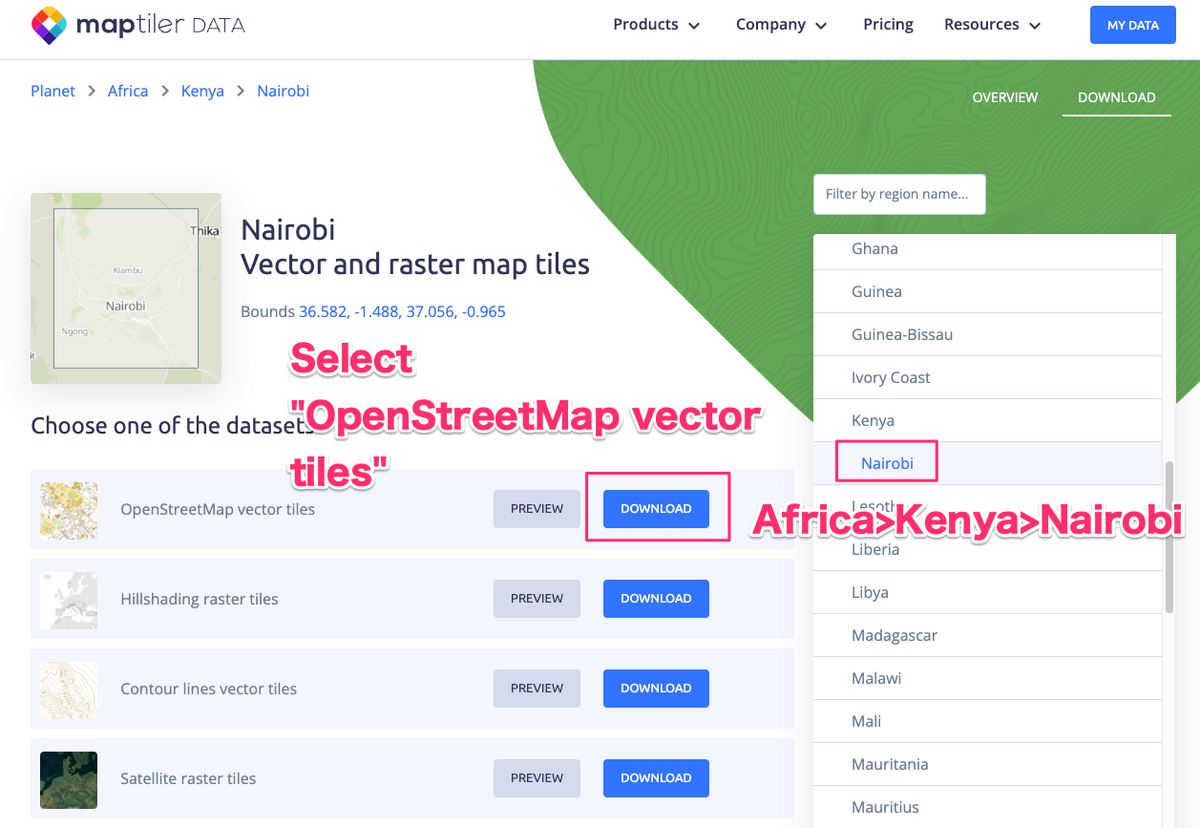 maptiler DATA
Products
Company
Pricing
Resources
MY DATA
Planet > Africa > Kenya > Nairobi
OVERVIEW
DOWNLOAD
Filter by region name...
Thika
Kiambu
Nairobi
Ngong
it
Nairobi
Vector and raster map tiles
Bounds 36.582, -1.488, 37.056, -0.965
Select
"OpenStreetMap vector
tiles"
Choose one of the datasets
OpenStreetMap vector tiles
PREVIEW
DOWNLOAD
Hillshading raster tiles
PREVIEW
DOWNLOAD
Contour lines vector tiles
PREVIEW
DOWNLOAD
Satellite raster tiles
PREVIEW
DOWNLOAD
Ghana
Guinea
Guinea-Bissau
Ivory Coast
Kenya
Nairobi
Africa>Kenya>Nairobi
Liberia
Libya
Madagascar
Malawi
Mali
Mauritania
Mauritius